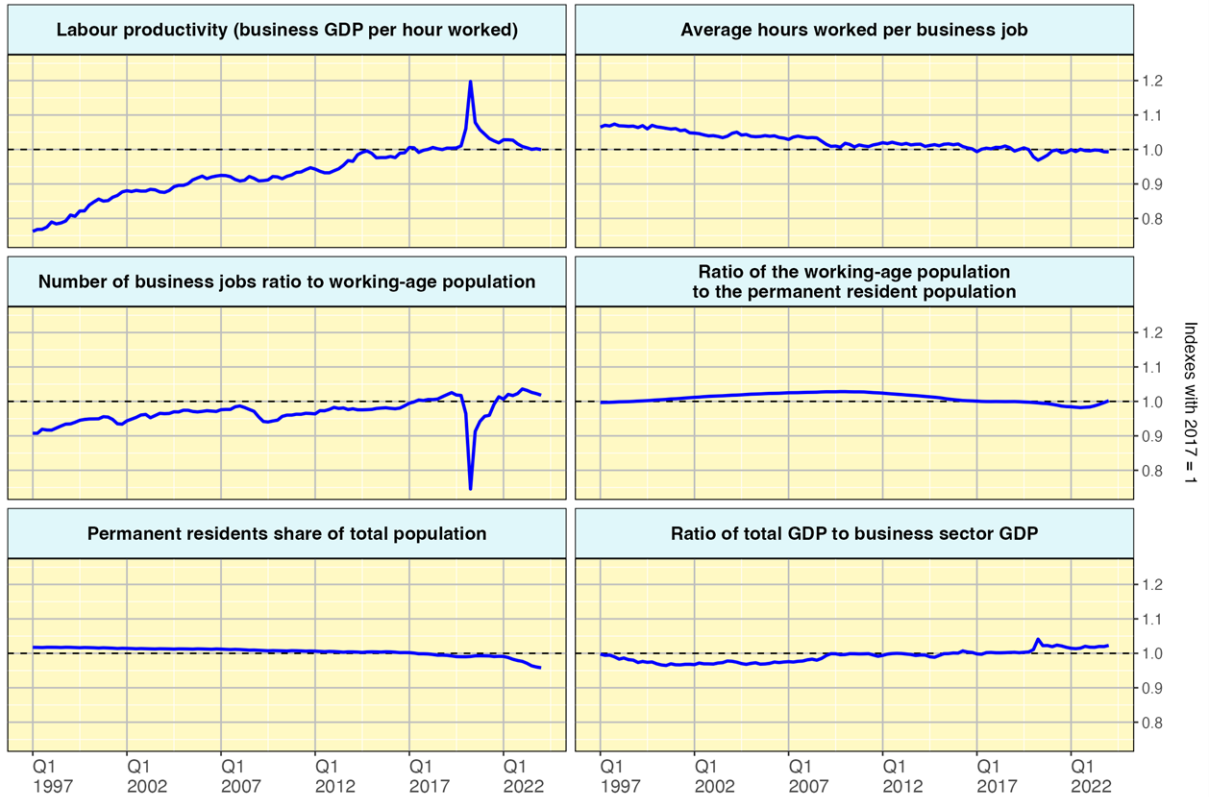 Labour productivity (business GDP per hour worked)
Average hours worked per business job
1.2
1.1
1.0
0.9
0.8
Number of business jobs ratio to working-age population
Ratio of the working-age population
to the permanent resident population
1.2
1.1
1.0
0.9
0.8
Indexes with 2017 = 1
Permanent residents share of total population
Ratio of total GDP to business sector GDP
1.2
1.1
1.0
0.9
0.8
Q1 Q1 Q1 Q1 Q1 Q1 Q1 Q1 Q1 Q1 Q1 Q1
1997 2002 2007 2012 2017 2022 1997 2002 2007 2012 2017 2022